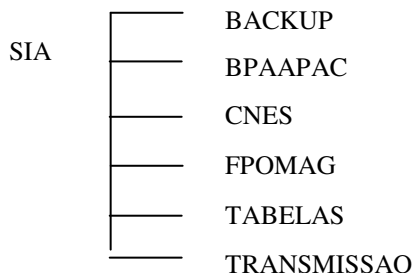 BACKUP
SIA
BPAAPAC
CNES
FPOMAG
TABELAS
TRANSMISSAO